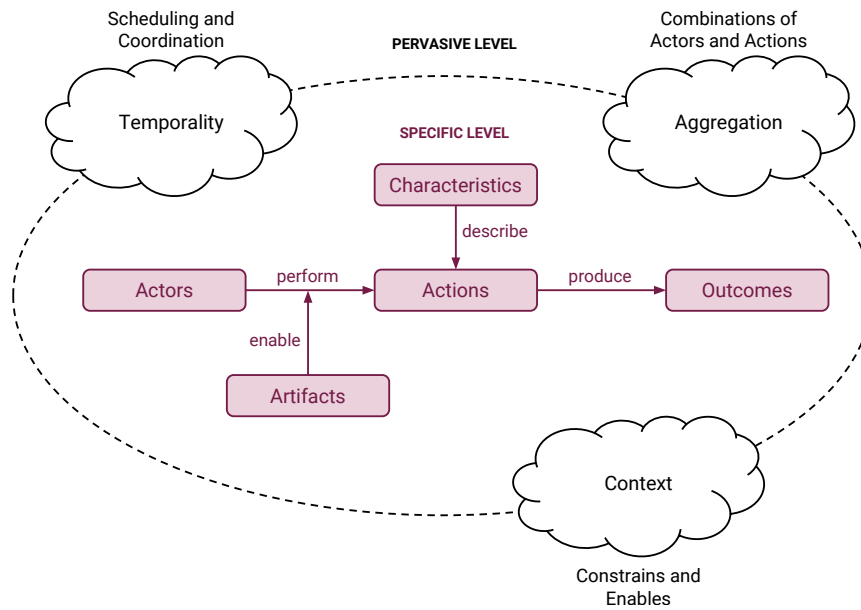 Scheduling and
Coordination
Combinations of
Actors and Actions
PERVASIVE LEVEL
Temporality
Aggregation
SPECIFIC LEVEL
Characteristics
describe
Actors
perform
Actions
produce
Outcomes
enable
Artifacts
Context
Constrains and
Enables